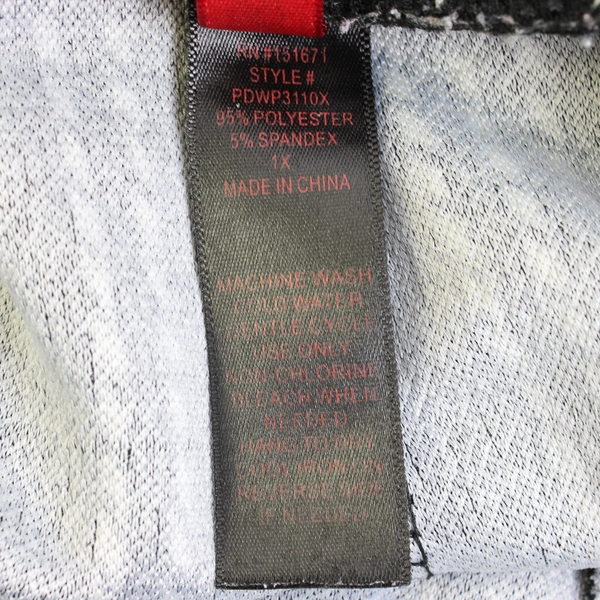 RN #151671
STYLE #
PDWP3110X
95% POLYESTER
5% SPANDEX
1X
MADE IN CHINA
MACHINE WASH
COLD WATER
GENTLE CYCLE
USE ONLY
NON CHLORINE
BLEACH WHEN
NEEDED
HANG TO DRY
COOL IRON ON
REVERSE SIDE
IF NEEDED